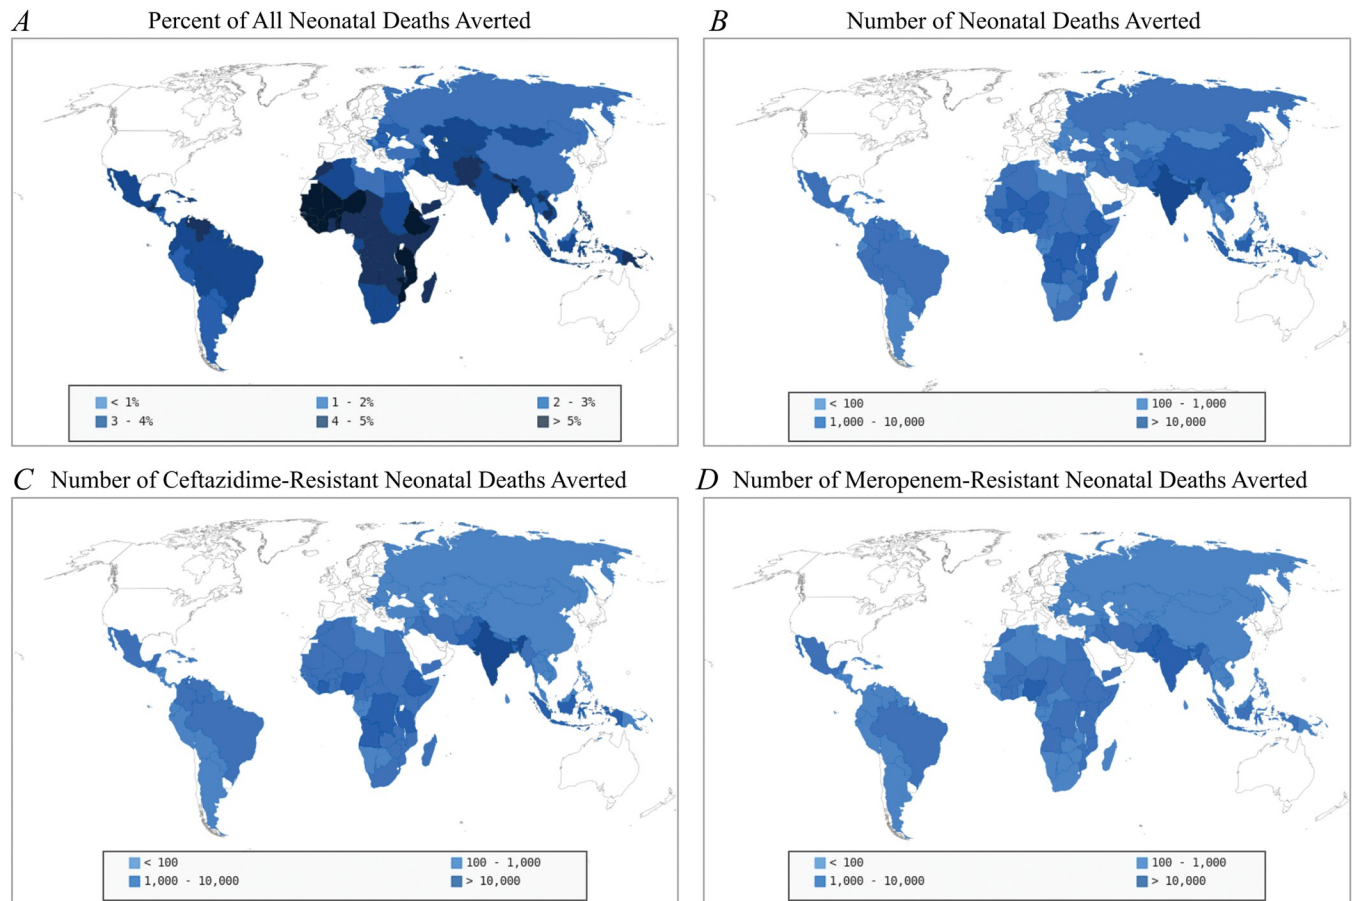 A Percent of All Neonatal Deaths Averted
< 1% 1 - 2% 2 - 3%
3 - 4% 4 - 5% > 5%
B Number of Neonatal Deaths Averted
< 100 100 - 1,000
1,000 - 10,000 > 10,000
C Number of Ceftazidime-Resistant Neonatal Deaths Averted
< 100 100 - 1,000
1,000 - 10,000 > 10,000
D Number of Meropenem-Resistant Neonatal Deaths Averted
< 100 100 - 1,000
1,000 - 10,000 > 10,000